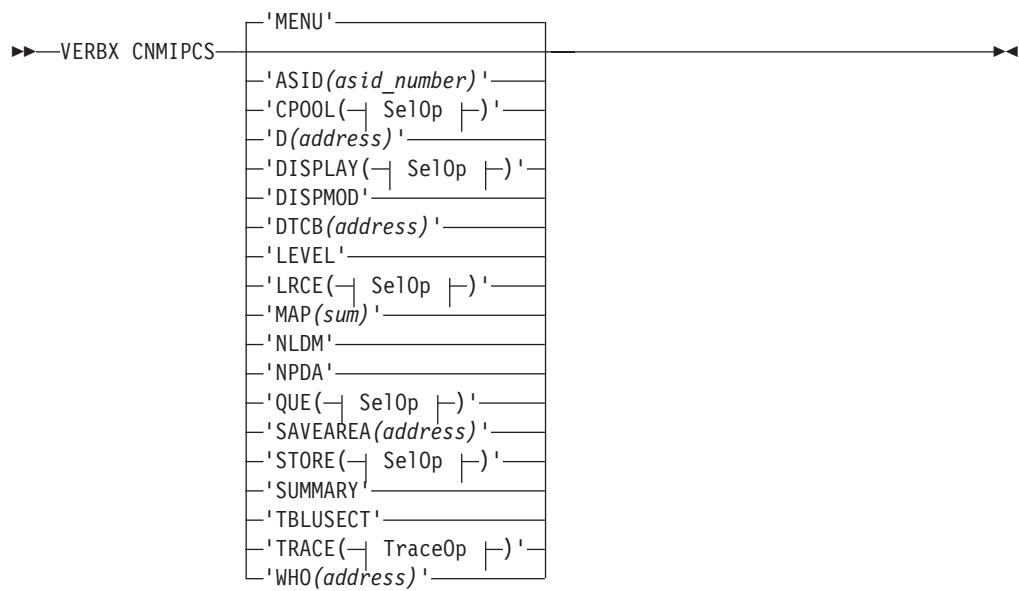 'MENU'
VERBX CNMIPCS
'ASID(asid_number)'
'CPOOL( SelOp )'
'D(address)'
'DISPLAY( SelOp )'
'DISPMOD'
'DTCB(address)'
'LEVEL'
'LRCE( SelOp )'
'MAP(sum)'
'NLDM'
'NPDA'
'QUE( SelOp )'
'SAVEAREA(address)'
'STORE( SelOp )'
'SUMMARY'
'TBLUSECT'
'TRACE( TraceOp )'
'WHO(address)'